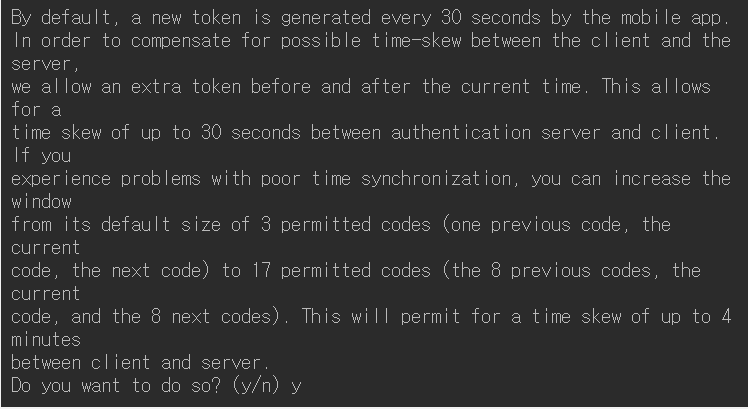 By default, a new token is generated every 30 seconds by the mobile app.
In order to compensate for possible time-skew between the client and the
server,
we allow an extra token before and after the current time. This allows
for a
time skew of up to 30 seconds between authentication server and client.
If you
experience problems with poor time synchronization, you can increase the
window
from its default size of 3 permitted codes (one previous code, the
current
code, the next code) to 17 permitted codes (the 8 previous codes, the
current
code, and the 8 next codes). This will permit for a time skew of up to 4
minutes
between client and server.
Do you want to do so? (y/n) y